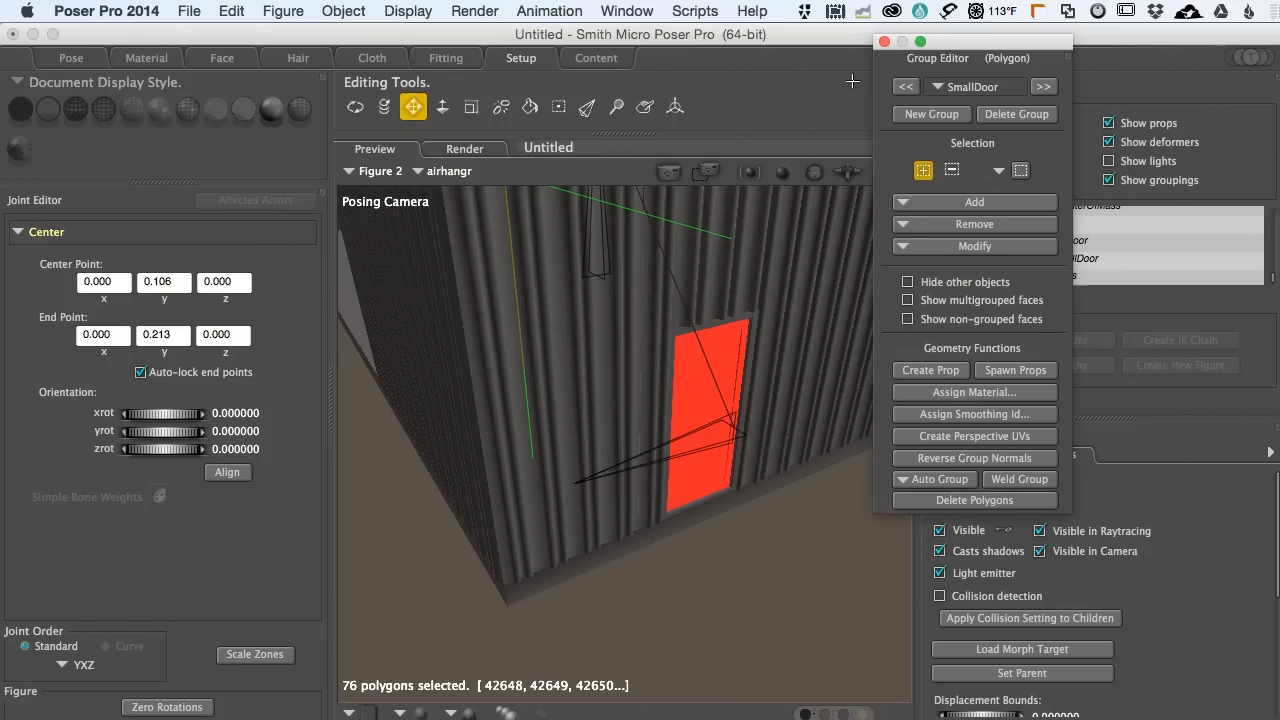 Poser Pro 2014 File Edit Figure Object Display Render Animation Window Scripts Help 113°F
Untitled - Smith Micro Poser Pro (64-bit)
Pose Material Face Hair Cloth Fitting Setup Content
Document Display Style.
Editing Tools.
Preview Render Untitled
Figure 2 airhangr
Posing Camera
76 polygons selected. [ 42648, 42649, 42650...]
Joint Editor Affected Actors
Center
Center Point:
0.000 0.106 0.000
x y z
End Point:
0.000 0.213 0.000
x y z
Auto-lock end points
Orientation:
xrot 0.000000
yrot 0.000000
zrot 0.000000
Align
Simple Bone Weights
Joint Order
Standard Curve
YXZ
Scale Zones
Figure
Zero Rotations
Group Editor (Polygon)
<< SmallDoor >>
New Group Delete Group
Selection
Add
Remove
Modify
Hide other objects
Show multigrouped faces
Show non-grouped faces
Geometry Functions
Create Prop Spawn Props
Assign Material...
Assign Smoothing Id...
Create Perspective UVs
Reverse Group Normals
Auto Group Weld Group
Delete Polygons
Show props
Show deformers
Show lights
Show groupings
Create IK Chain
Create New Figure
Visible Visible in Raytracing
Casts shadows Visible in Camera
Light emitter
Collision detection
Apply Collision Setting to Children
Load Morph Target
Set Parent
Displacement Bounds:
0.000000